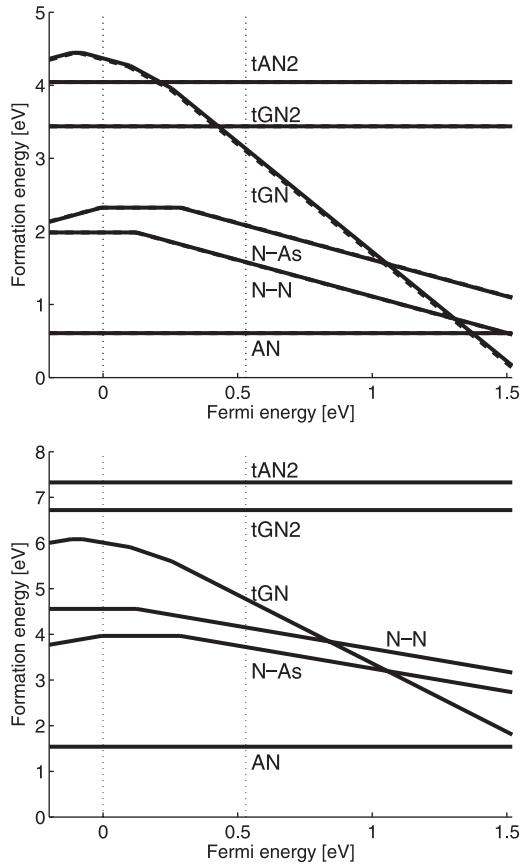 5
4
3
2
1
0
Formation energy [eV]
tAN2
tGN2
tGN
N–As
N–N
AN
0 0.5 1 1.5
Fermi energy [eV]
8
7
6
5
4
3
2
1
0
Formation energy [eV]
tAN2
tGN2
tGN
N–N
N–As
AN
0 0.5 1 1.5
Fermi energy [eV]